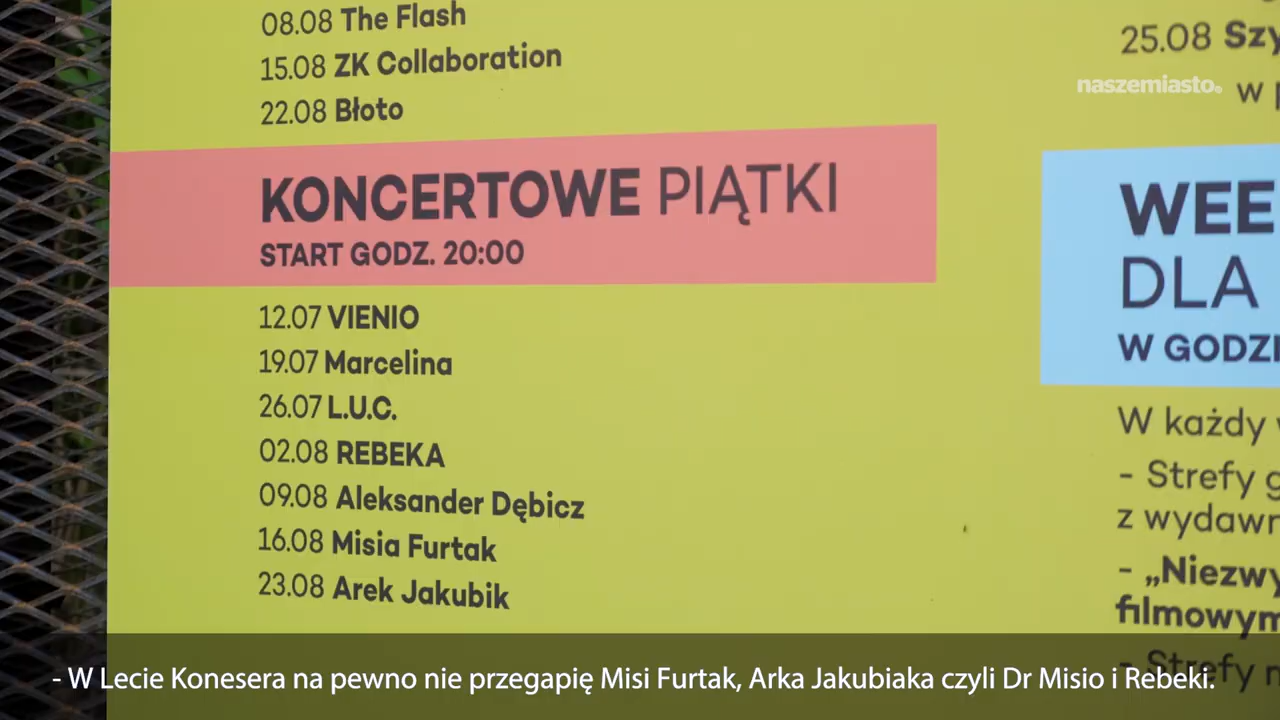 08.08 The Flash
15.08 ZK Collaboration
22.08 Błoto
KONCERTOWE PIĄTKI
START GODZ. 20:00
12.07 VIENIO
19.07 Marcelina
26.07 L.U.C.
02.08 REBEKA
09.08 Aleksander Dębicz
16.08 Misia Furtak
23.08 Arek Jakubik
25.08 Szy
naszemiasto.
w p
WEE
DLA
W GODZI
W każdy
- Strefy g
z wydawn
- „Niezwy
filmowym
- Strefy
- W Lecie Konesera na pewno nie przegapię Misi Furtak, Arka Jakubiaka czyli Dr Misio i Rebeki.